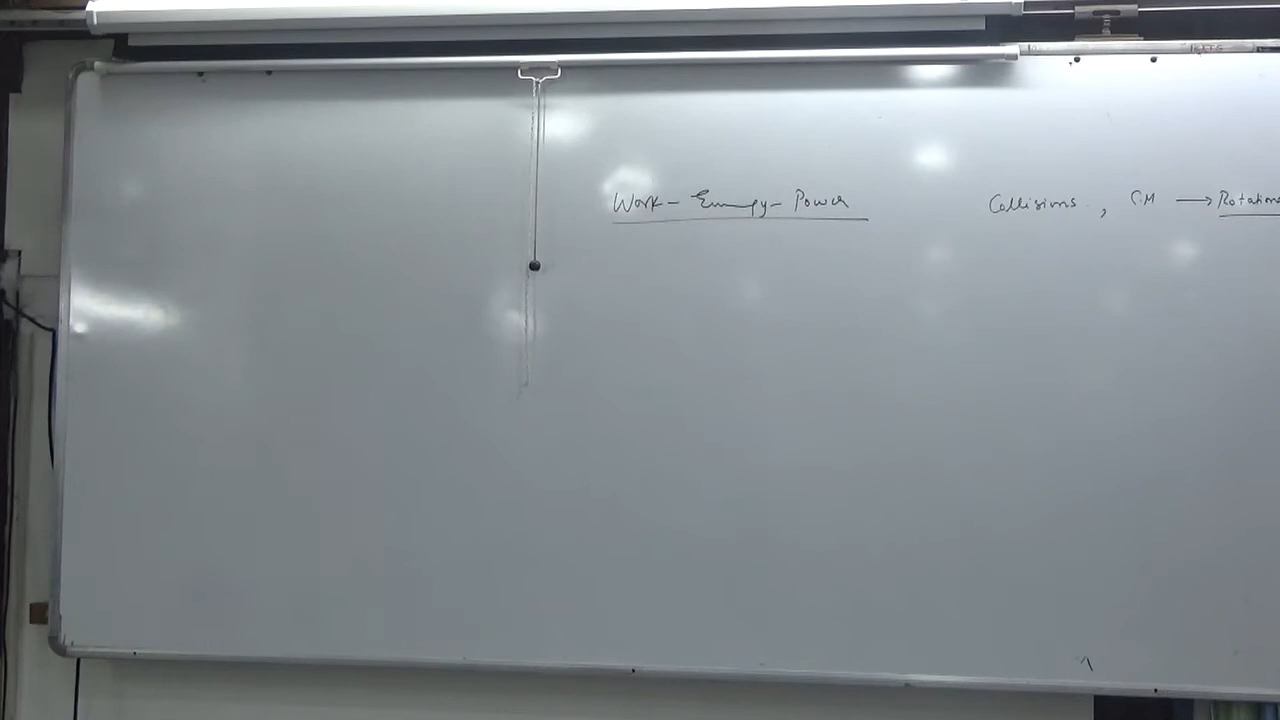 Work - Energy - Power
Collisions , CM → Rotation